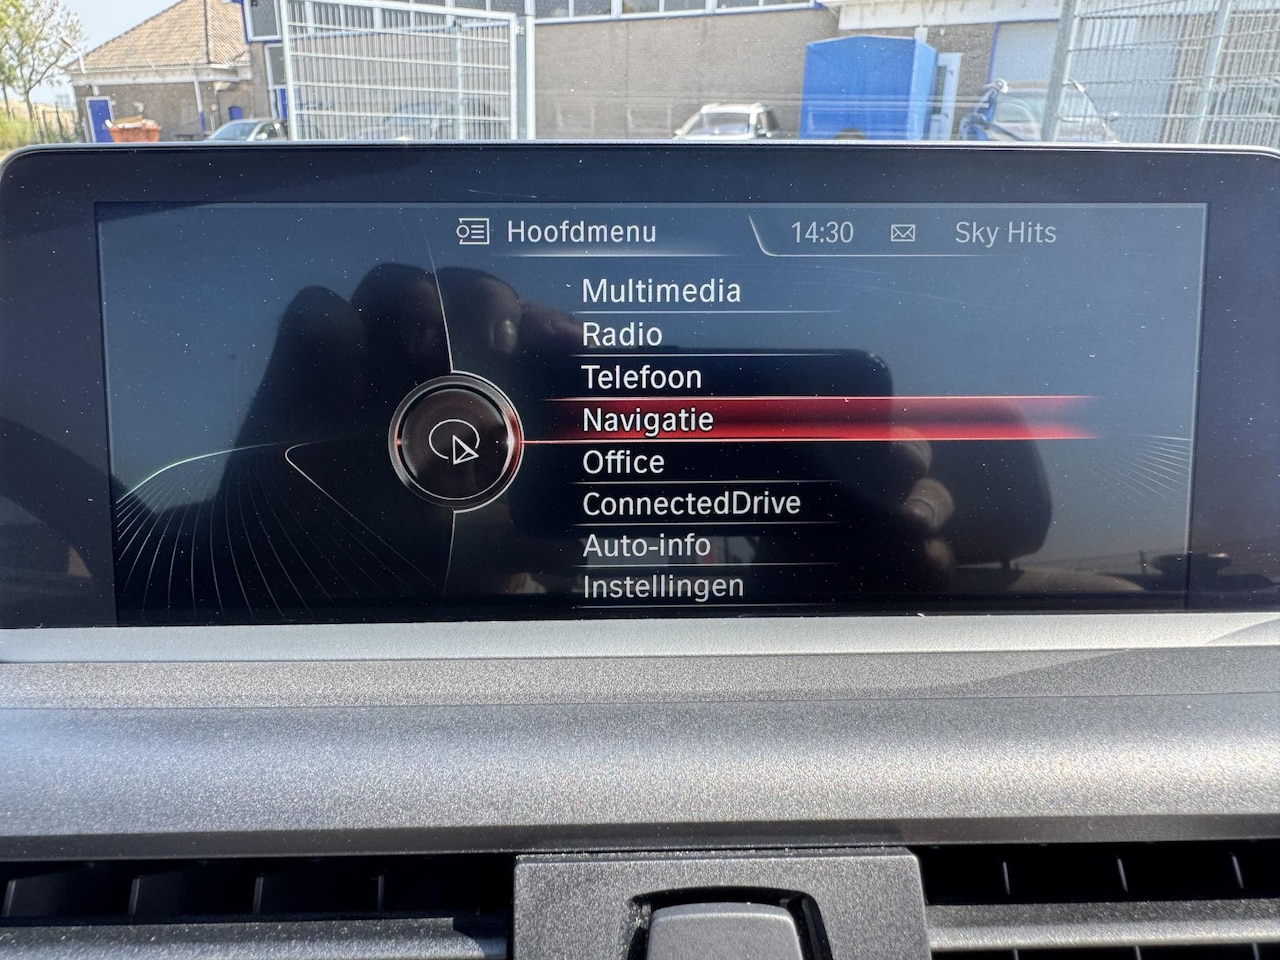 Hoofdmenu 14:30 Sky Hits
Multimedia
Radio
Telefoon
Navigatie
Office
ConnectedDrive
Auto-info
Instellingen